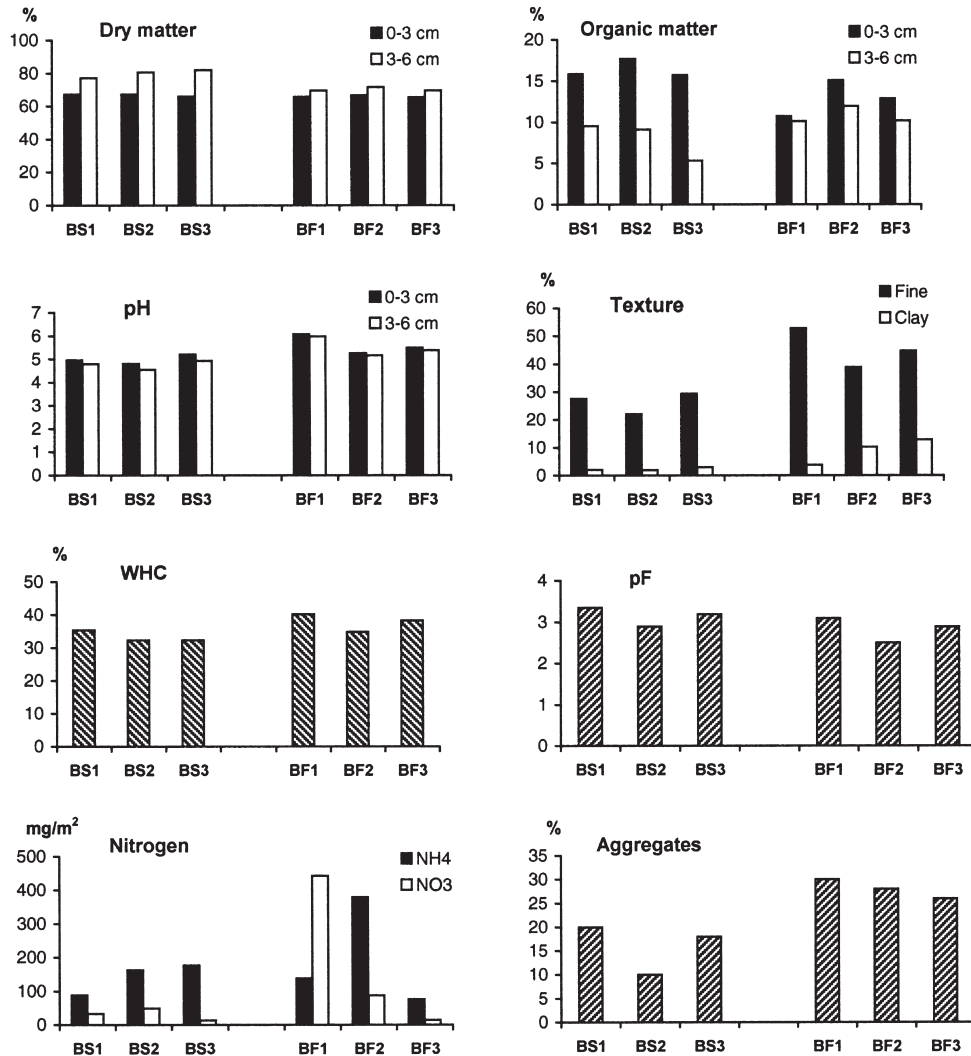 %
Dry matter
0-3 cm
3-6 cm
100
80
60
40
20
0
BS1 BS2 BS3 BF1 BF2 BF3
%
Organic matter
0-3 cm
3-6 cm
20
15
10
5
0
BS1 BS2 BS3 BF1 BF2 BF3
pH
0-3 cm
3-6 cm
7
6
5
4
3
2
1
0
BS1 BS2 BS3 BF1 BF2 BF3
%
Texture
Fine
Clay
60
50
40
30
20
10
0
BS1 BS2 BS3 BF1 BF2 BF3
%
WHC
50
40
30
20
10
0
BS1 BS2 BS3 BF1 BF2 BF3
pF
4
3
2
1
0
BS1 BS2 BS3 BF1 BF2 BF3
mg/m²
Nitrogen
NH4
NO3
500
400
300
200
100
0
BS1 BS2 BS3 BF1 BF2 BF3
%
Aggregates
35
30
25
20
15
10
5
0
BS1 BS2 BS3 BF1 BF2 BF3